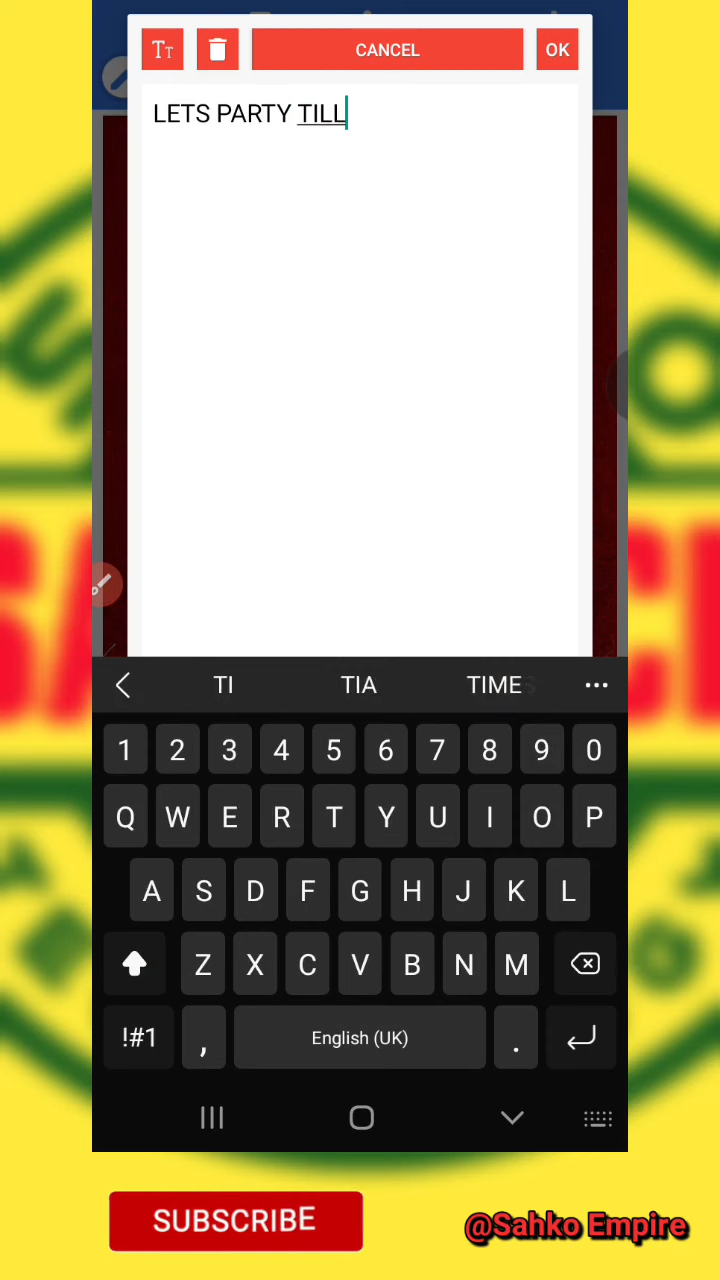 TT
CANCEL
OK
LETS PARTY TILL
TI TIA TIME
1 2 3 4 5 6 7 8 9 0
Q W E R T Y U I O P
A S D F G H J K L
Z X C V B N M
!#1 , English (UK) .
SUBSCRIBE
@Sahko Empire